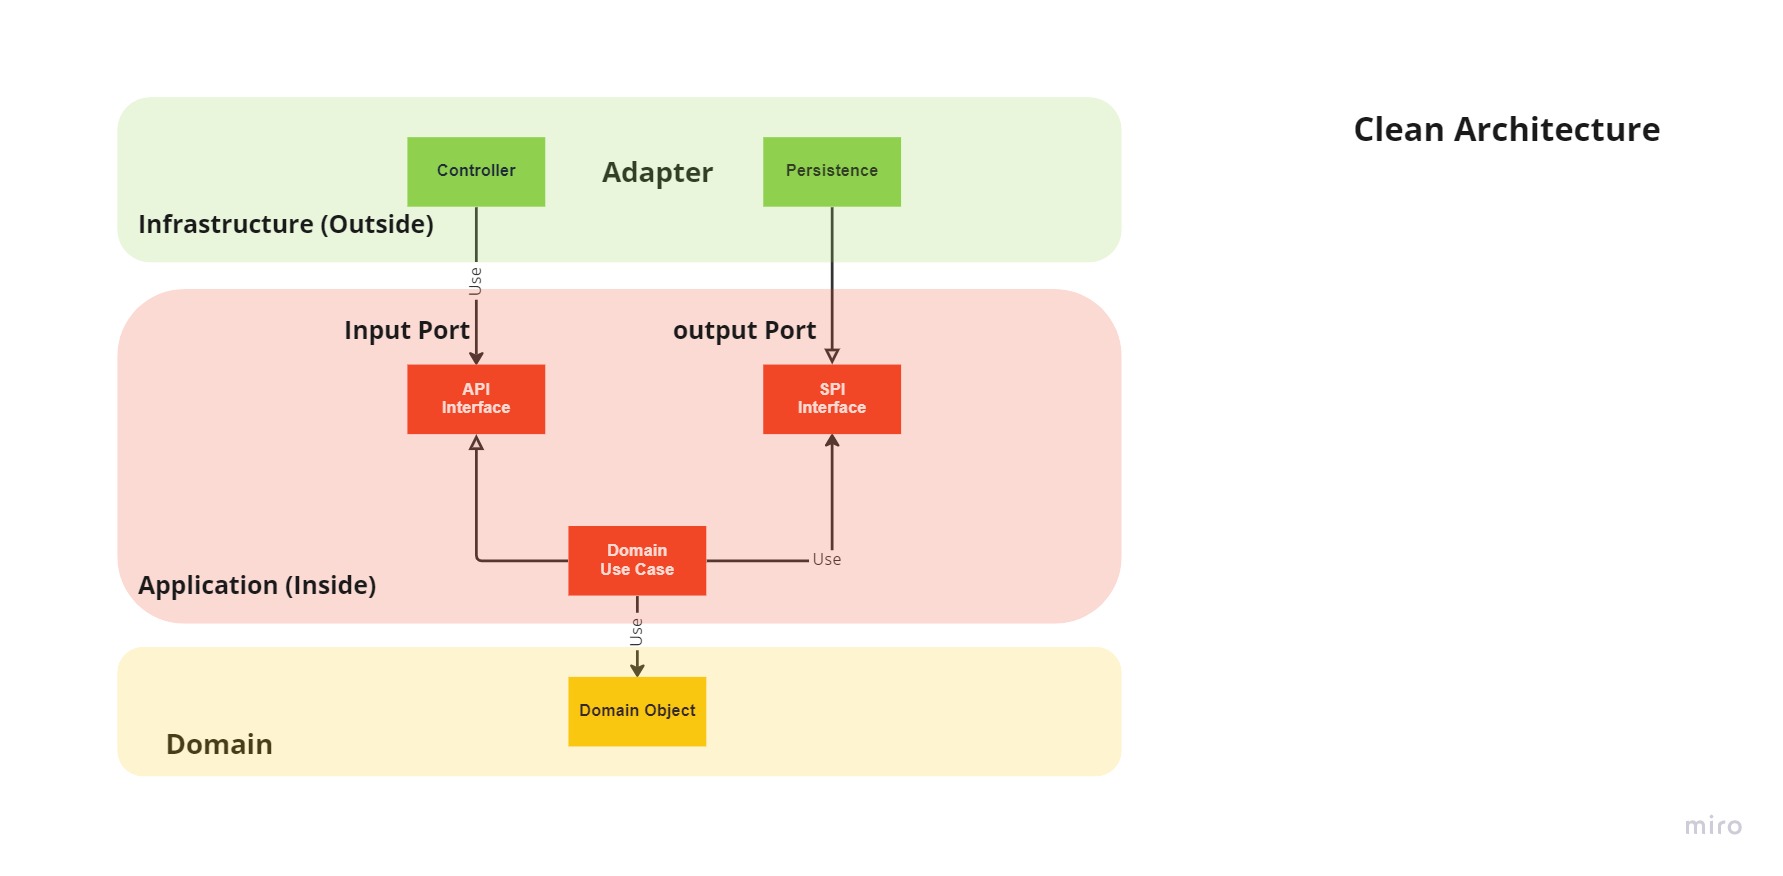 Clean Architecture
Controller
Adapter
Persistence
Infrastructure (Outside)
Use
Input Port
output Port
API
Interface
SPI
Interface
Domain
Use Case
Use
Application (Inside)
Use
Domain Object
Domain
miro